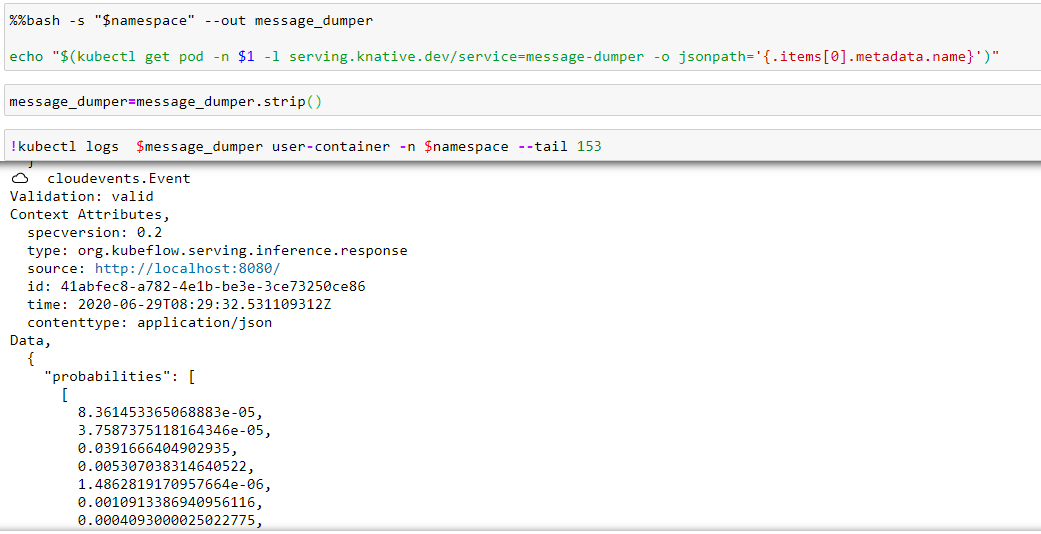 %%bash -s "$namespace" --out message_dumper
echo "$(kubectl get pod -n $1 -l serving.knative.dev/service=message-dumper -o jsonpath='{.items[0].metadata.name}')"
message_dumper=message_dumper.strip()
!kubectl logs  $message_dumper user-container -n $namespace --tail 153
}
☁  cloudevents.Event
Validation: valid
Context Attributes,
  specversion: 0.2
  type: org.kubeflow.serving.inference.response
  source: http://localhost:8080/
  id: 41abfec8-a782-4e1b-be3e-3ce73250ce86
  time: 2020-06-29T08:29:32.531109312Z
  contenttype: application/json
Data,
  {
    "probabilities": [
      [
        8.361453365068883e-05,
        3.7587375118164346e-05,
        0.0391666404902935,
        0.005307038314640522,
        1.4862819170957664e-06,
        0.0010913386940956116,
        0.0004093000025022775,